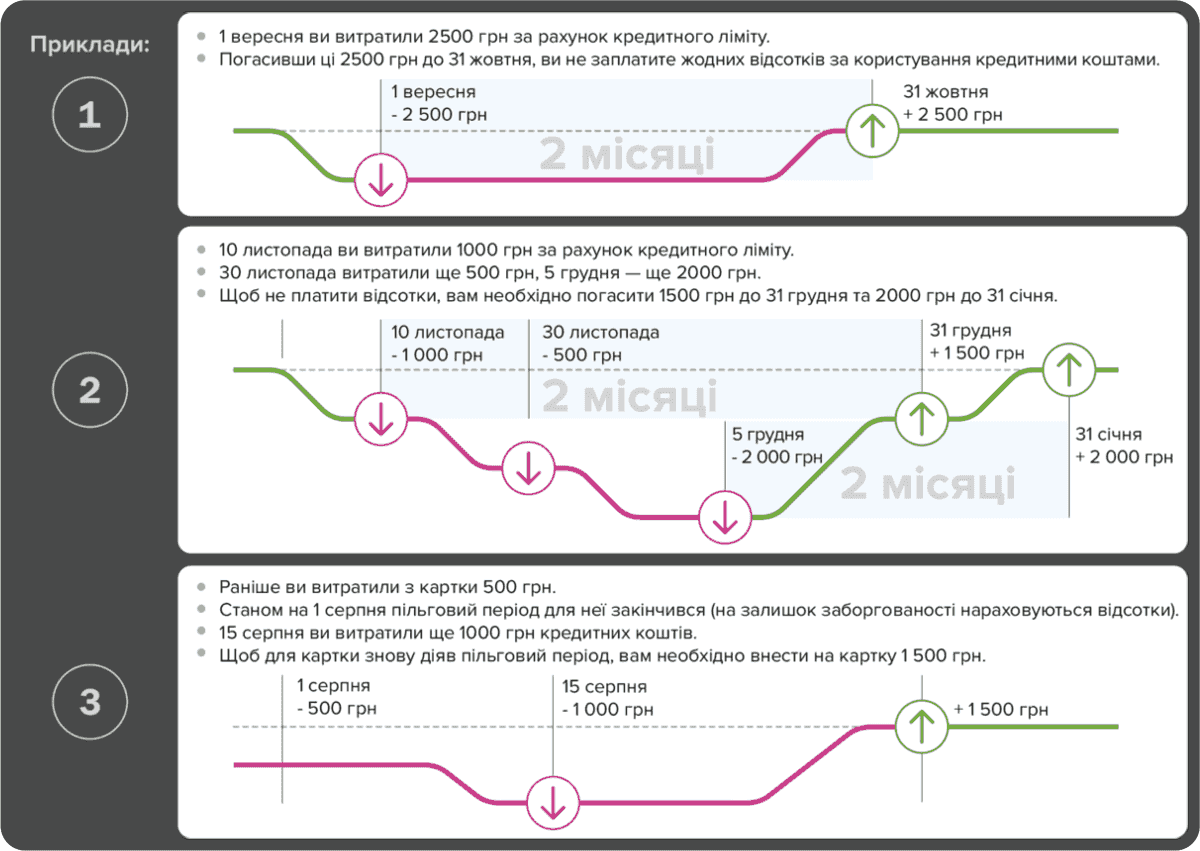 Приклади:
1
• 1 вересня ви витратили 2500 грн за рахунок кредитного ліміту.
• Погасивши ці 2500 грн до 31 жовтня, ви не заплатите жодних відсотків за користування кредитними коштами.
1 вересня
- 2 500 грн
31 жовтня
+ 2 500 грн
2 місяці
2
• 10 листопада ви витратили 1000 грн за рахунок кредитного ліміту.
• 30 листопада витратили ще 500 грн, 5 грудня — ще 2000 грн.
• Щоб не платити відсотки, вам необхідно погасити 1500 грн до 31 грудня та 2000 грн до 31 січня.
10 листопада
- 1 000 грн
30 листопада
- 500 грн
31 грудня
+ 1 500 грн
2 місяці
5 грудня
- 2 000 грн
31 січня
+ 2 000 грн
2 місяці
3
• Раніше ви витратили з картки 500 грн.
• Станом на 1 серпня пільговий період для неї закінчився (на залишок заборгованості нараховуються відсотки).
• 15 серпня ви витратили ще 1000 грн кредитних коштів.
• Щоб для картки знову діяв пільговий період, вам необхідно внести на картку 1 500 грн.
1 серпня
- 500 грн
15 серпня
- 1 000 грн
+ 1 500 грн